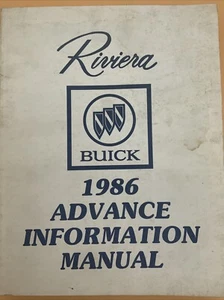 Riviera
BUICK
1986
ADVANCE
INFORMATION
MANUAL